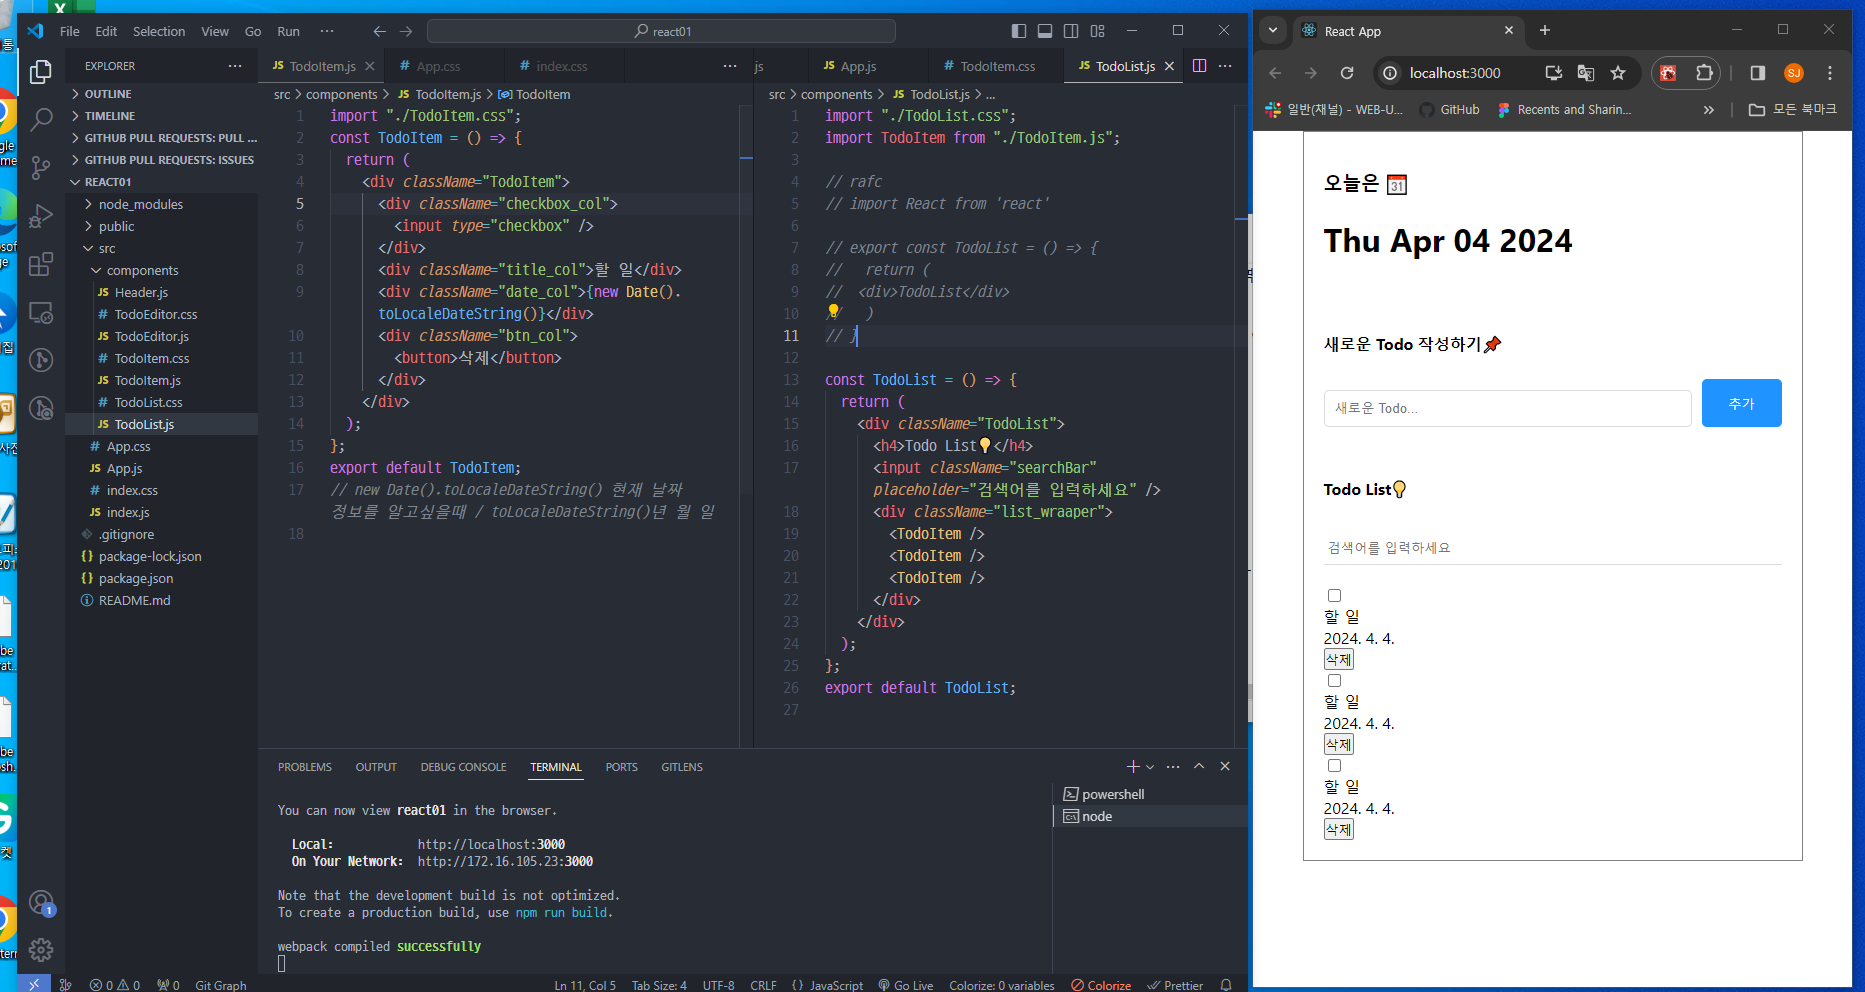 File Edit Selection View Go Run ···
react01
EXPLORER
OUTLINE
TIMELINE
GITHUB PULL REQUESTS: PULL ...
GITHUB PULL REQUESTS: ISSUES
REACT01
node_modules
public
src
components
Header.js
TodoEditor.css
TodoEditor.js
TodoItem.css
TodoItem.js
TodoList.css
TodoList.js
App.css
App.js
index.css
index.js
.gitignore
package-lock.json
package.json
README.md
TodoItem.js App.css index.css
src > components > TodoItem.js > TodoItem
1 import "./TodoItem.css";
2 const TodoItem = () => {
3 return (
4 <div className="TodoItem">
5 <div className="checkbox_col">
6 <input type="checkbox" />
7 </div>
8 <div className="title_col">할 일</div>
9 <div className="date_col">{new Date().
toLocaleDateString()}</div>
10 <div className="btn_col">
11 <button>삭제</button>
12 </div>
13 </div>
14 );
15 };
16 export default TodoItem;
17 // new Date().toLocaleDateString() 현재 날짜
정보를 알고싶을때 / toLocaleDateString()년 월 일
18
js App.js TodoItem.css TodoList.js
src > components > TodoList.js > ...
1 import "./TodoList.css";
2 import TodoItem from "./TodoItem.js";
3
4 // rafc
5 // import React from 'react'
6
7 // export const TodoList = () => {
8 // return (
9 // <div>TodoList</div>
10 // )
11 // }
12
13 const TodoList = () => {
14 return (
15 <div className="TodoList">
16 <h4>Todo List💡</h4>
17 <input className="searchBar"
placeholder="검색어를 입력하세요" />
18 <div className="list_wraaper">
19 <TodoItem />
20 <TodoItem />
21 <TodoItem />
22 </div>
23 </div>
24 );
25 };
26 export default TodoList;
27
PROBLEMS OUTPUT DEBUG CONSOLE TERMINAL PORTS GITLENS
You can now view react01 in the browser.
Local: http://localhost:3000
On Your Network: http://172.16.105.23:3000
Note that the development build is not optimized.
To create a production build, use npm run build.
webpack compiled successfully
powershell
node
1
0 0 0 Git Graph
Ln 11, Col 5 Tab Size: 4 UTF-8 CRLF {} JavaScript Go Live Colorize: 0 variables Colorize Prettier
React App
localhost:3000
SJ
일반(채널) - WEB-U... GitHub Recents and Sharin... » 모든 북마크
오늘은 📅
Thu Apr 04 2024
새로운 Todo 작성하기📌
새로운 Todo...
추가
Todo List💡
검색어를 입력하세요
할 일
2024. 4. 4.
삭제
할 일
2024. 4. 4.
삭제
할 일
2024. 4. 4.
삭제